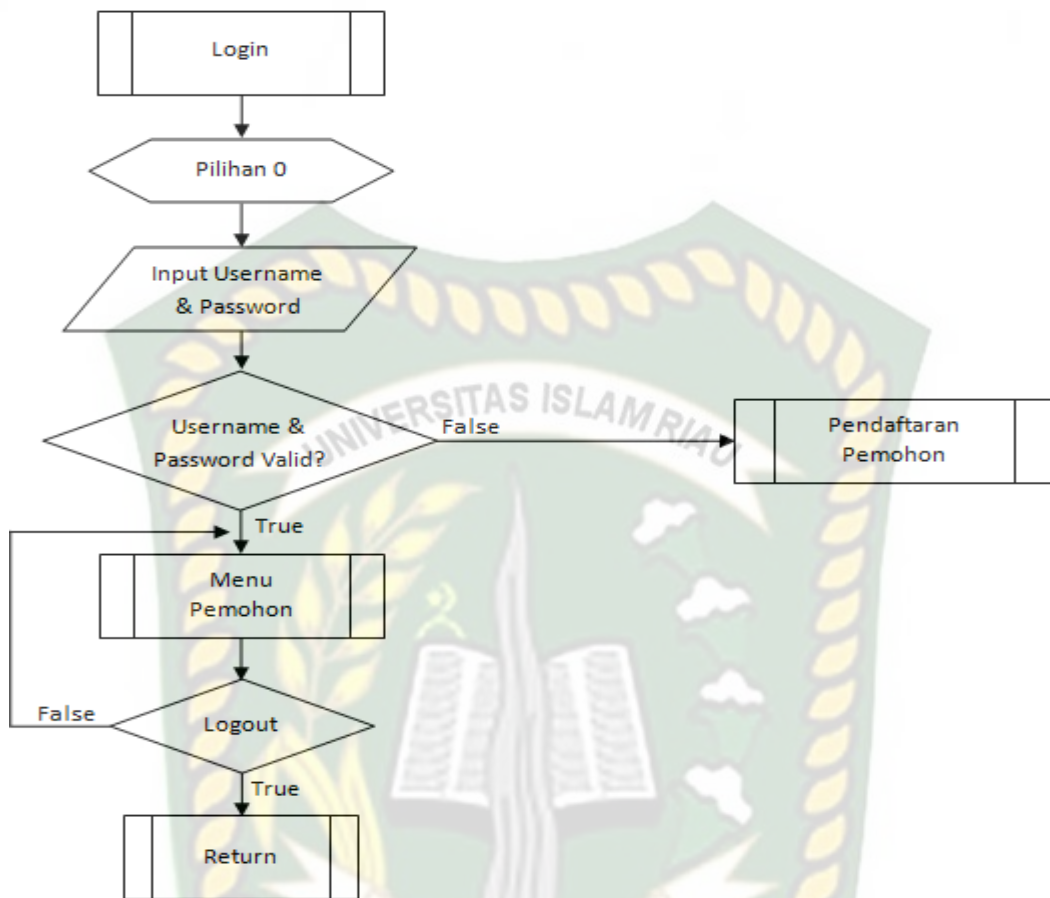 Login
Pilihan 0
Input Username
& Password
Username &
Password Valid?
False
Pendaftaran
Pemohon
True
Menu
Pemohon
False
Logout
True
Return
UNIVERSITAS ISLAM RIAU